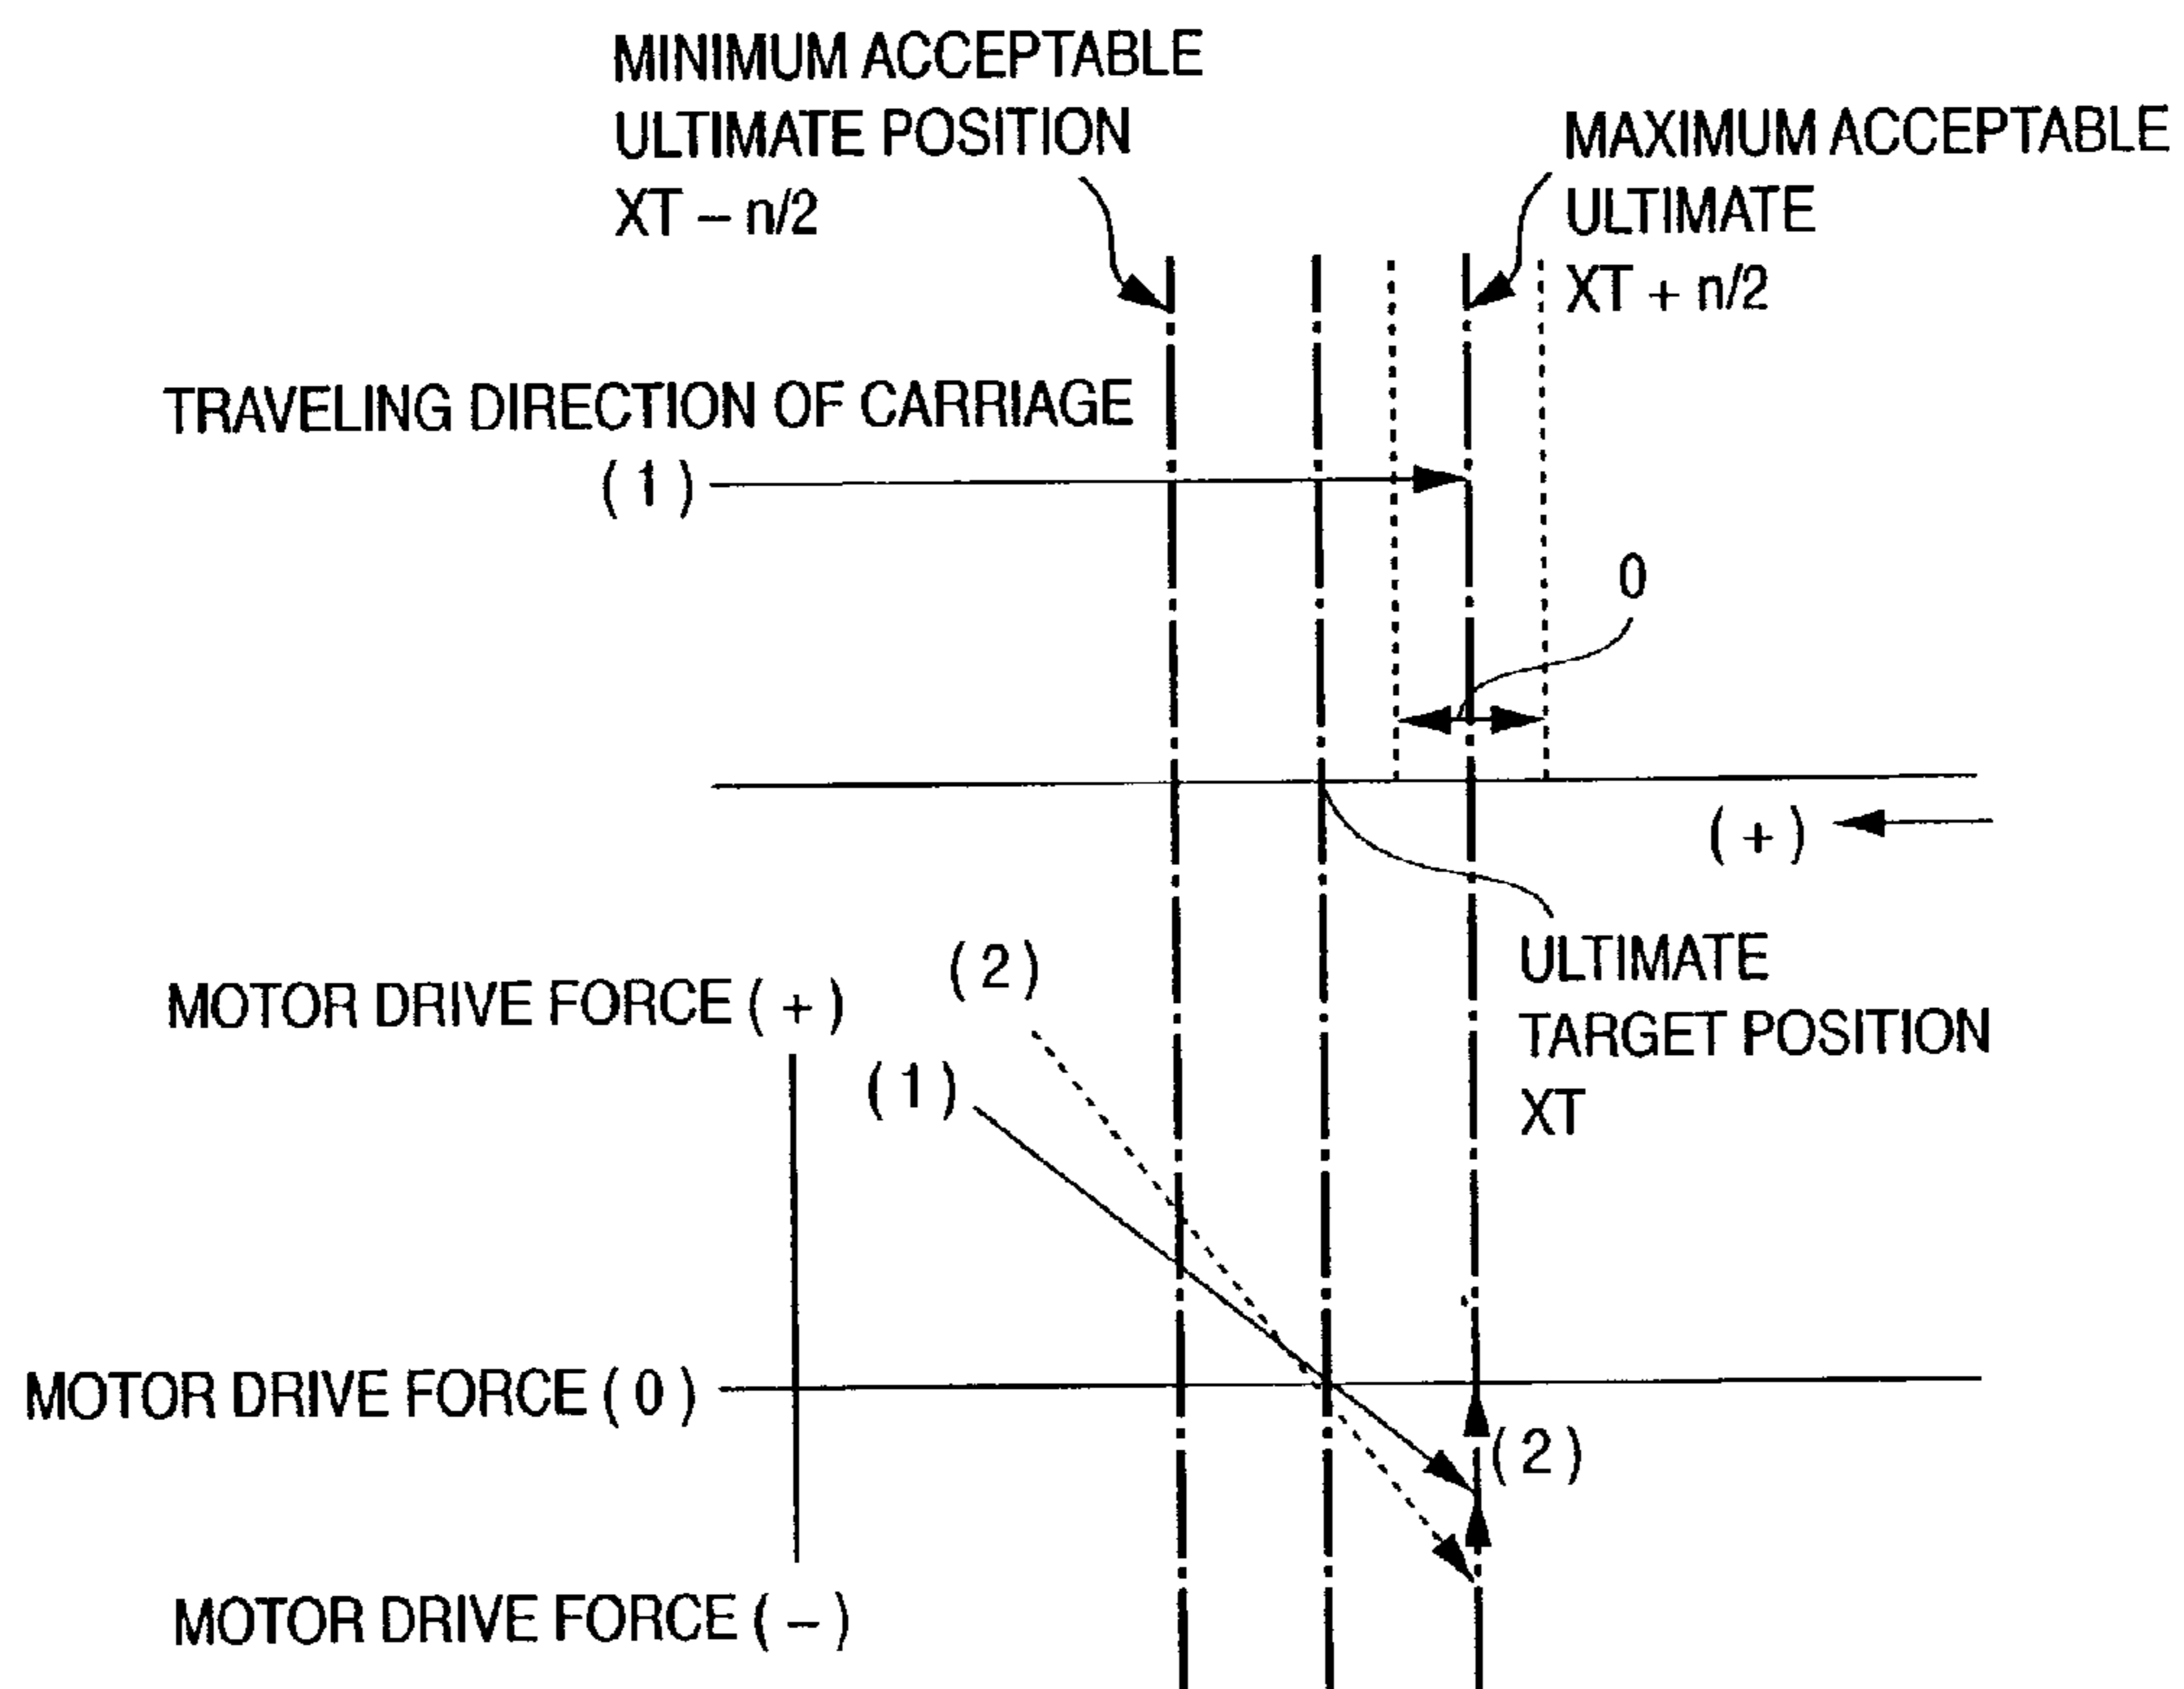 MINIMUM ACCEPTABLE
ULTIMATE POSITION
XT – n/2
MAXIMUM ACCEPTABLE
ULTIMATE
XT + n/2
TRAVELING DIRECTION OF CARRIAGE
( 1 )
0
( + )
ULTIMATE
TARGET POSITION
XT
( 2 )
MOTOR DRIVE FORCE ( + )
( 1 )
MOTOR DRIVE FORCE ( 0 )
( 2 )
MOTOR DRIVE FORCE ( – )